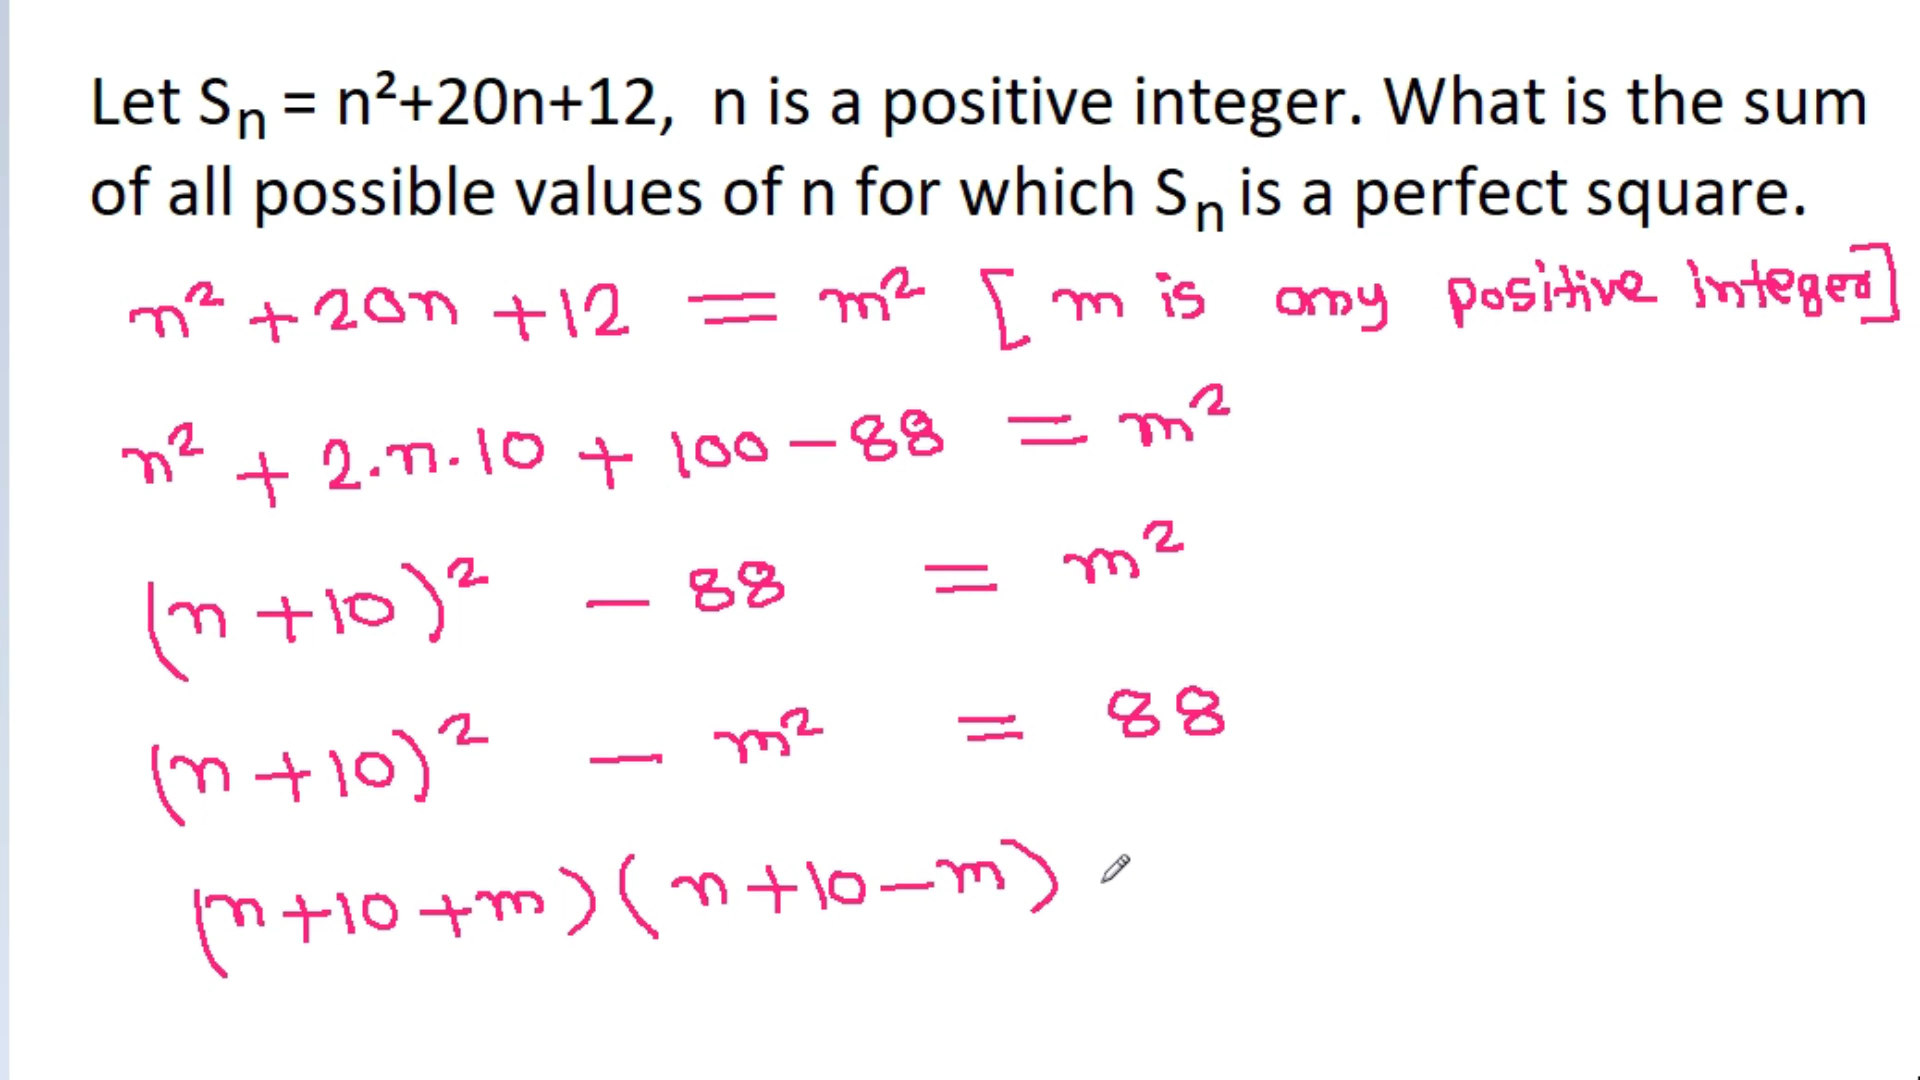 Let Sₙ = n²+20n+12, n is a positive integer. What is the sum
of all possible values of n for which Sₙ is a perfect square.
n² + 20n + 12 = m² [ m is any positive integer]
n² + 2.n.10 + 100 - 88 = m²
(n + 10)² - 88 = m²
(n + 10)² - m² = 88
(n + 10 + m) (n + 10 - m)